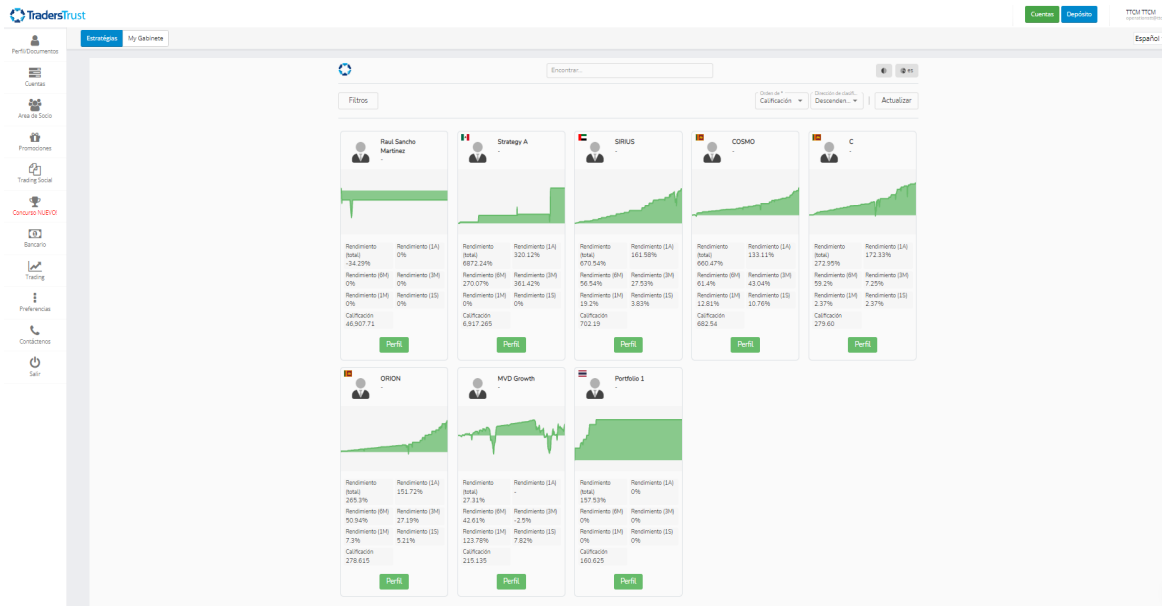 TradersTrust
Cuentas
Depósito
TTCM TTCM
Perfil/Documentos
Cuentas
Area de Socio
Promociones
Trading Social
Concurso NUEVO!
Bancario
Trading
Preferencias
Contáctenos
Salir
Estratégias
My Gabinete
Español
Encontrar...
ES
Filtros
Orden de *
Calificación
Dirección de clasifi...
Descenden...
Actualizar
Raul Sancho
Martinez
-
Rendimiento (total) -34.29%
Rendimiento (1A) 0%
Rendimiento (6M) 0%
Rendimiento (3M) 0%
Rendimiento (1M) 0%
Rendimiento (1S) 0%
Calificación
46,907.71
Perfil
Strategy A
-
Rendimiento (total) 6872.24%
Rendimiento (1A) 320.12%
Rendimiento (6M) 270.07%
Rendimiento (3M) 361.42%
Rendimiento (1M) 0%
Rendimiento (1S) 0%
Calificación
6,917.265
Perfil
SIRIUS
-
Rendimiento (total) 670.54%
Rendimiento (1A) 161.58%
Rendimiento (6M) 56.54%
Rendimiento (3M) 27.53%
Rendimiento (1M) 19.2%
Rendimiento (1S) 3.83%
Calificación
702.19
Perfil
COSMO
-
Rendimiento (total) 660.47%
Rendimiento (1A) 133.11%
Rendimiento (6M) 61.4%
Rendimiento (3M) 43.04%
Rendimiento (1M) 12.81%
Rendimiento (1S) 10.76%
Calificación
682.54
Perfil
C
-
Rendimiento (total) 272.95%
Rendimiento (1A) 172.33%
Rendimiento (6M) 59.2%
Rendimiento (3M) 7.25%
Rendimiento (1M) 2.37%
Rendimiento (1S) 2.37%
Calificación
279.60
Perfil
ORION
-
Rendimiento (total) 265.3%
Rendimiento (1A) 151.72%
Rendimiento (6M) 50.94%
Rendimiento (3M) 27.19%
Rendimiento (1M) 7.3%
Rendimiento (1S) 5.21%
Calificación
278.615
Perfil
MVD Growth
-
Rendimiento (total) 27.31%
Rendimiento (1A) -
Rendimiento (6M) 42.61%
Rendimiento (3M) -2.5%
Rendimiento (1M) 123.78%
Rendimiento (1S) 7.82%
Calificación
215.135
Perfil
Portfolio 1
-
Rendimiento (total) 157.53%
Rendimiento (1A) 0%
Rendimiento (6M) 0%
Rendimiento (3M) 0%
Rendimiento (1M) 0%
Rendimiento (1S) 0%
Calificación
160.625
Perfil